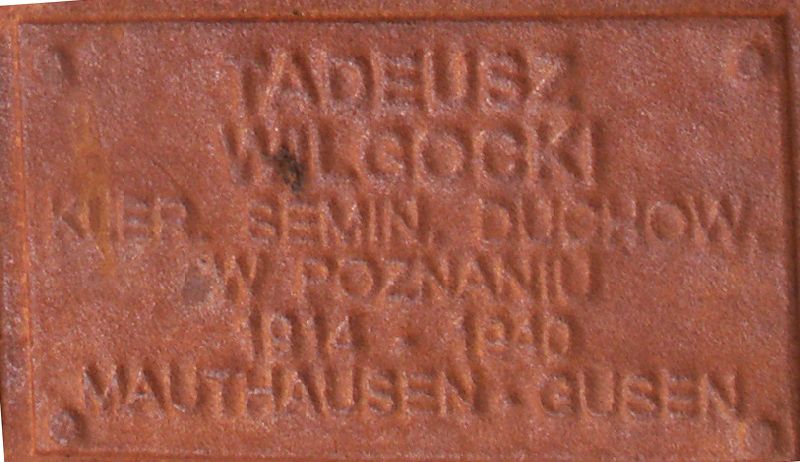 TADEUSZ
WILGOCKI
KLER. SEMIN. DUCHOW.
W POZNANIU
1914 • 1940
MAUTHAUSEN • GUSEN